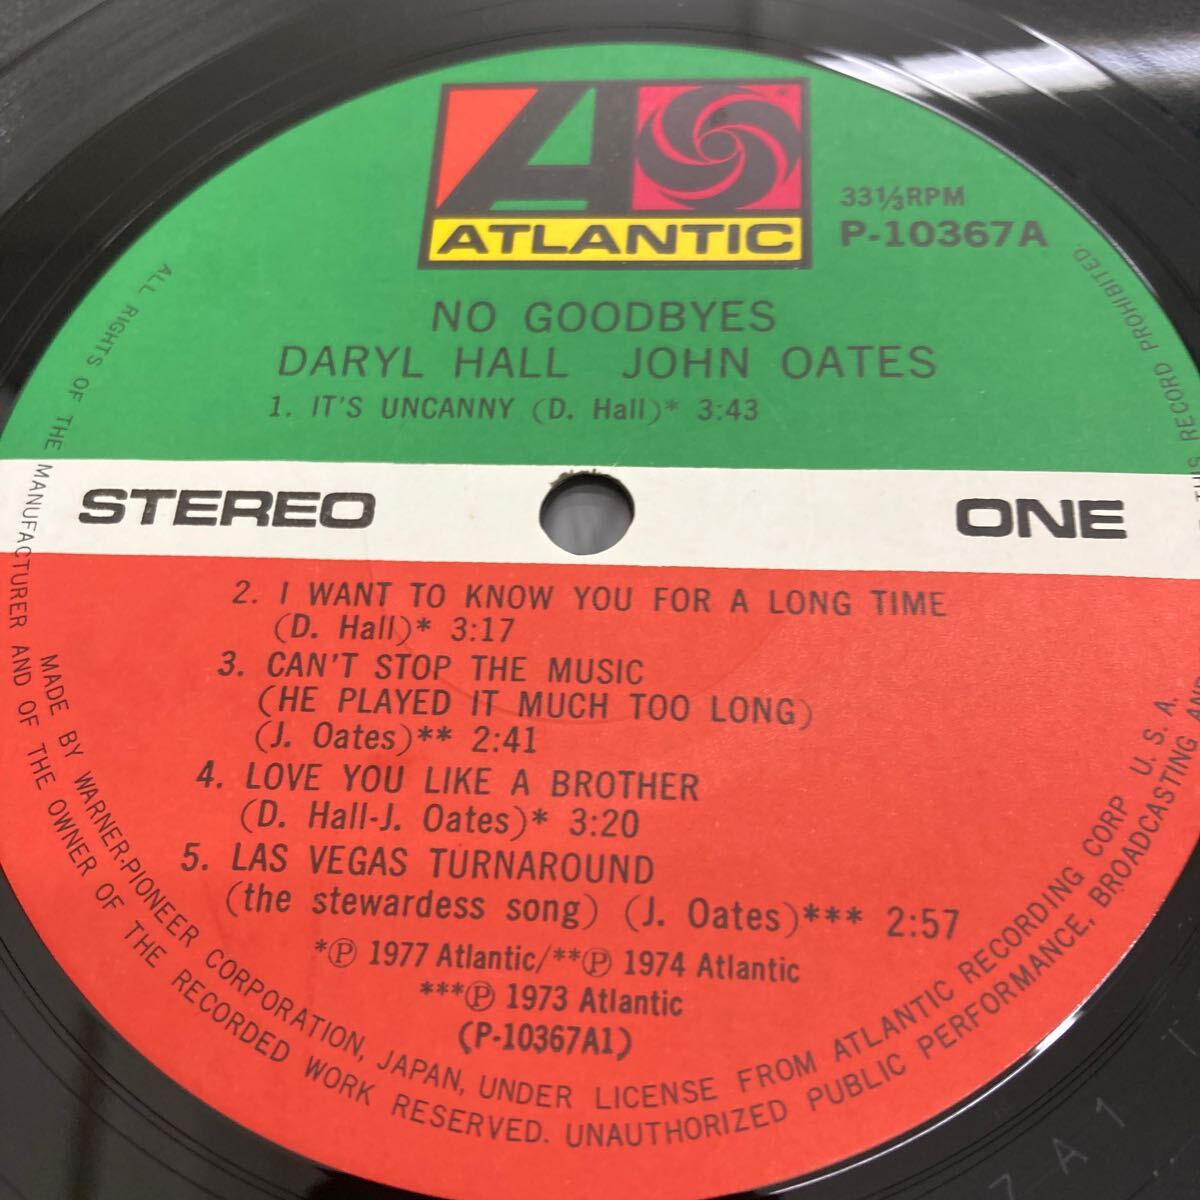 ATLANTIC
33⅓RPM
P-10367A
NO GOODBYES
DARYL HALL JOHN OATES
1. IT'S UNCANNY (D. Hall)* 3:43
STEREO
ONE
2. I WANT TO KNOW YOU FOR A LONG TIME
(D. Hall)* 3:17
3. CAN'T STOP THE MUSIC
(HE PLAYED IT MUCH TOO LONG)
(J. Oates)** 2:41
4. LOVE YOU LIKE A BROTHER
(D. Hall-J. Oates)* 3:20
5. LAS VEGAS TURNAROUND
(the stewardess song) (J. Oates)*** 2:57
*Ⓟ 1977 Atlantic/**Ⓟ 1974 Atlantic
***Ⓟ 1973 Atlantic
(P-10367A1)
MADE BY WARNER-PIONEER CORPORATION, JAPAN, UNDER LICENSE FROM ATLANTIC RECORDING CORP U. S. A.
ALL RIGHTS OF THE MANUFACTURER AND OF THE OWNER OF THE RECORDED WORK RESERVED. UNAUTHORIZED PUBLIC PERFORMANCE, BROADCASTING AND
RECORD PROHIBITED.
A 1